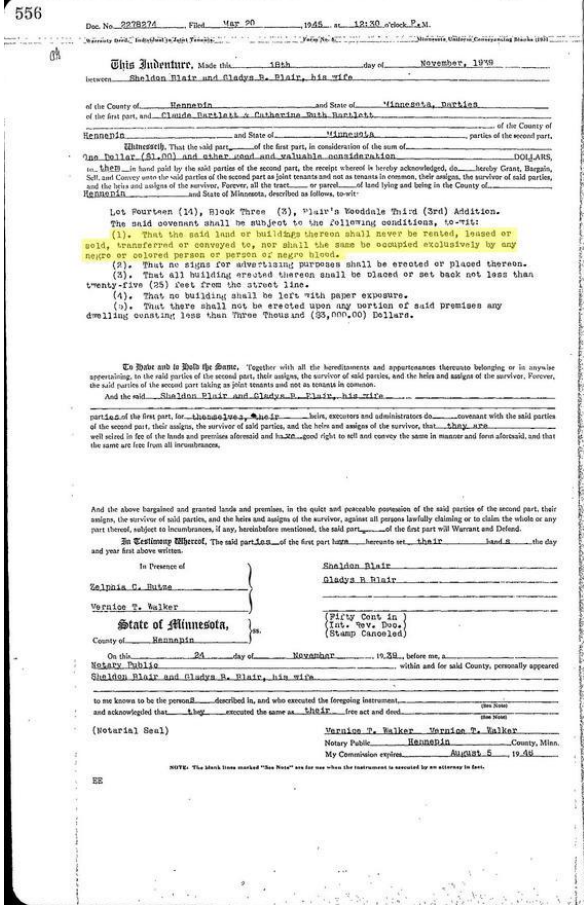 556
Doc. No. 2278274 Filed Mar 20 , 1945 at 12:30 o'clock P. M.
Warranty Deed. Individual to Joint Tenants. Form No. Minnesota Uniform Conveyancing Blanks
This Indenture, Made this 18th day of November, 1939
between Sheldon Blair and Gladys B. Blair, his wife
of the County of Hennepin and State of Minnesota, parties
of the first part, and Claude Bartlett & Catherine Ruth Bartlett
of the County of
Hennepin and State of Minnesota parties of the second part,
Witnesseth, That the said part of the first part, in consideration of the sum of
One Dollar ($1.00) and other good and valuable consideration DOLLARS,
to them in hand paid by the said parties of the second part, the receipt whereof is hereby acknowledged, do hereby Grant, Bargain,
Sell, and Convey unto the said parties of the second part as joint tenants and not as tenants in common, their assigns, the survivor of said parties,
and the heirs and assigns of the survivor, Forever, all the tract or parcel of land lying and being in the County of
Hennepin and State of Minnesota, described as follows, to-wit:
Lot Fourteen (14), Block Three (3), Blair's Wooddale Third (3rd) Addition.
The said covenant shall be subject to the following conditions, to-wit:
(1). That the said land or buildings thereon shall never be rented, leased or
sold, transferred or conveyed to, nor shall the same be occupied exclusively by any
negro or colored person or person of negro blood.
(2). That no signs for advertising purposes shall be erected or placed thereon.
(3). That all building erected thereon shall be placed or set back not less than
twenty-five (25) feet from the street line.
(4). That no building shall be left with paper exposure.
(5). That there shall not be erected upon any portion of said premises any
dwelling costing less than Three Thousand ($3,000.00) Dollars.
To Have and to Hold the Same, Together with all the hereditaments and appurtenances thereunto belonging or in anywise
appertaining, to the said parties of the second part, their assigns, the survivor of said parties, and the heirs and assigns of the survivor, Forever,
the said parties of the second part taking as joint tenants and not as tenants in common.
And the said Sheldon Blair and Gladys B. Blair, his wife
parties of the first part, for themselves, their heirs, executors and administrators do covenant with the said parties
of the second part, their assigns, the survivor of said parties, and the heirs and assigns of the survivor, that they are
well seized in fee of the lands and premises aforesaid and have good right to sell and convey the same in manner and form aforesaid, and that
the same are free from all incumbrances,
And the above bargained and granted lands and premises, in the quiet and peaceable possession of the said parties of the second part, their
assigns, the survivor of said parties, and the heirs and assigns of the survivor, against all persons lawfully claiming or to claim the whole or any
part thereof, subject to incumbrances, if any, hereinbefore mentioned, the said part of the first part will Warrant and Defend.
In Testimony Whereof, The said parties of the first part have hereunto set their hands the day
and year first above written.
In Presence of
Zelphia C. Butze
Vernice T. Walker
Sheldon Blair
Gladys B Blair
State of Minnesota,
County of Hennepin
ss.
(Fifty Cent in )
(Int. Rev. Doc.)
(Stamp Canceled)
On this 24 day of November , 1939, before me, a
Notary Public within and for said County, personally appeared
Sheldon Blair and Gladys B. Blair, his wife
to me known to be the persons described in, and who executed the foregoing instrument,
(See Note)
and acknowledged that they executed the same as their free act and deed.
(See Note)
(Notarial Seal)
Vernice T. Walker Vernice T. Walker
Notary Public Hennepin County, Minn.
My Commission expires August 5 , 1946
NOTE: The blank lines marked "See Note" are for use when the instrument is executed by an attorney in fact.
EE